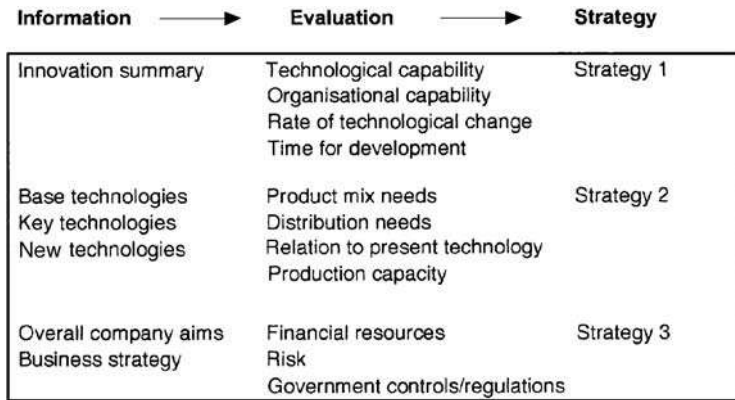 Information → Evaluation → Strategy
Innovation summary Technological capability Strategy 1
Organisational capability
Rate of technological change
Time for development
Base technologies Product mix needs Strategy 2
Key technologies Distribution needs
New technologies Relation to present technology
Production capacity
Overall company aims Financial resources Strategy 3
Business strategy Risk
Government controls/regulations